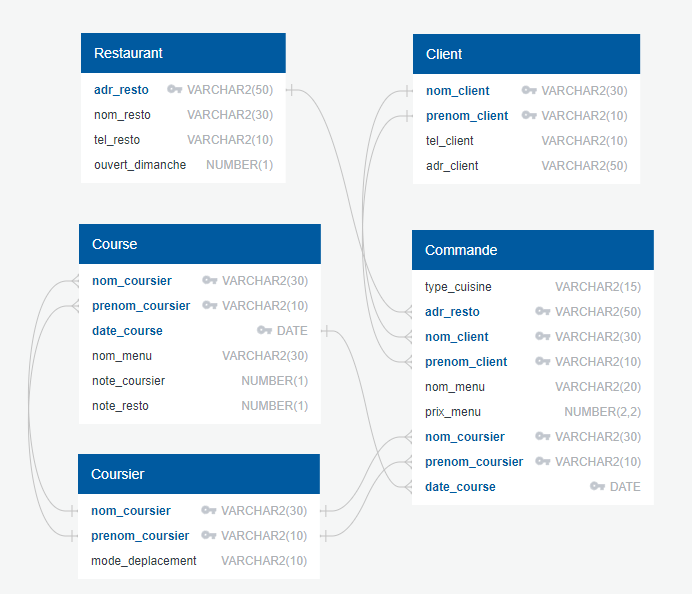 Restaurant
adr_resto VARCHAR2(50)
nom_resto VARCHAR2(30)
tel_resto VARCHAR2(10)
ouvert_dimanche NUMBER(1)
Client
nom_client VARCHAR2(30)
prenom_client VARCHAR2(10)
tel_client VARCHAR2(10)
adr_client VARCHAR2(50)
Course
nom_coursier VARCHAR2(30)
prenom_coursier VARCHAR2(10)
date_course DATE
nom_menu VARCHAR2(30)
note_coursier NUMBER(1)
note_resto NUMBER(1)
Commande
type_cuisine VARCHAR2(15)
adr_resto VARCHAR2(50)
nom_client VARCHAR2(30)
prenom_client VARCHAR2(10)
nom_menu VARCHAR2(20)
prix_menu NUMBER(2,2)
nom_coursier VARCHAR2(30)
prenom_coursier VARCHAR2(10)
date_course DATE
Coursier
nom_coursier VARCHAR2(30)
prenom_coursier VARCHAR2(10)
mode_deplacement VARCHAR2(10)